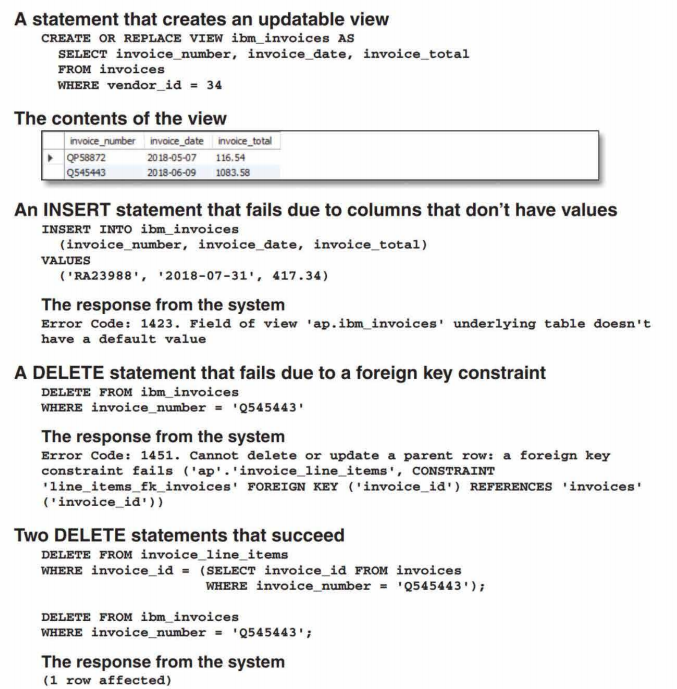 A statement that creates an updatable view
CREATE OR REPLACE VIEW ibm_invoices AS
SELECT invoice_number, invoice_date, invoice_total
FROM invoices
WHERE vendor_id = 34
The contents of the view
invoice_number invoice_date invoice_total
QP58872 2018-05-07 116.54
Q545443 2018-06-09 1083.58
An INSERT statement that fails due to columns that don't have values
INSERT INTO ibm_invoices
(invoice_number, invoice_date, invoice_total)
VALUES
('RA23988', '2018-07-31', 417.34)
The response from the system
Error Code: 1423. Field of view 'ap.ibm_invoices' underlying table doesn't
have a default value
A DELETE statement that fails due to a foreign key constraint
DELETE FROM ibm_invoices
WHERE invoice_number = 'Q545443'
The response from the system
Error Code: 1451. Cannot delete or update a parent row: a foreign key
constraint fails ('ap'.'invoice_line_items', CONSTRAINT
'line_items_fk_invoices' FOREIGN KEY ('invoice_id') REFERENCES 'invoices'
('invoice_id'))
Two DELETE statements that succeed
DELETE FROM invoice_line_items
WHERE invoice_id = (SELECT invoice_id FROM invoices
WHERE invoice_number = 'Q545443');
DELETE FROM ibm_invoices
WHERE invoice_number = 'Q545443';
The response from the system
(1 row affected)